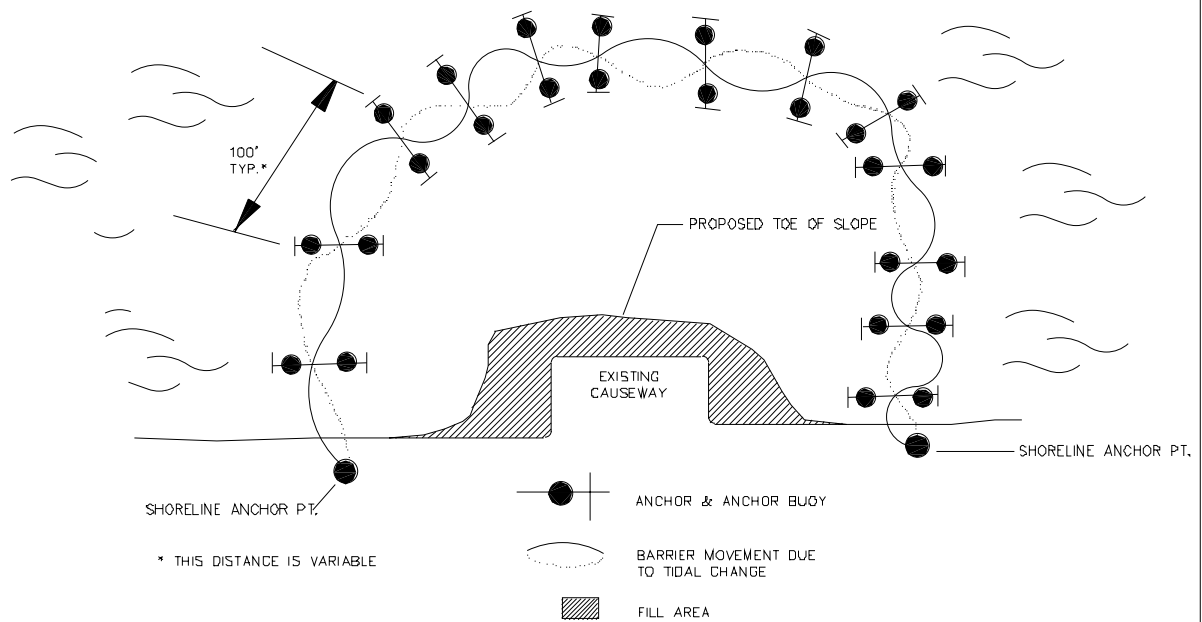 100'
TYP.*
PROPOSED TOE OF SLOPE
EXISTING
CAUSEWAY
SHORELINE ANCHOR PT.
SHORELINE ANCHOR PT.
ANCHOR & ANCHOR BUOY
* THIS DISTANCE IS VARIABLE
BARRIER MOVEMENT DUE
TO TIDAL CHANGE
FILL AREA